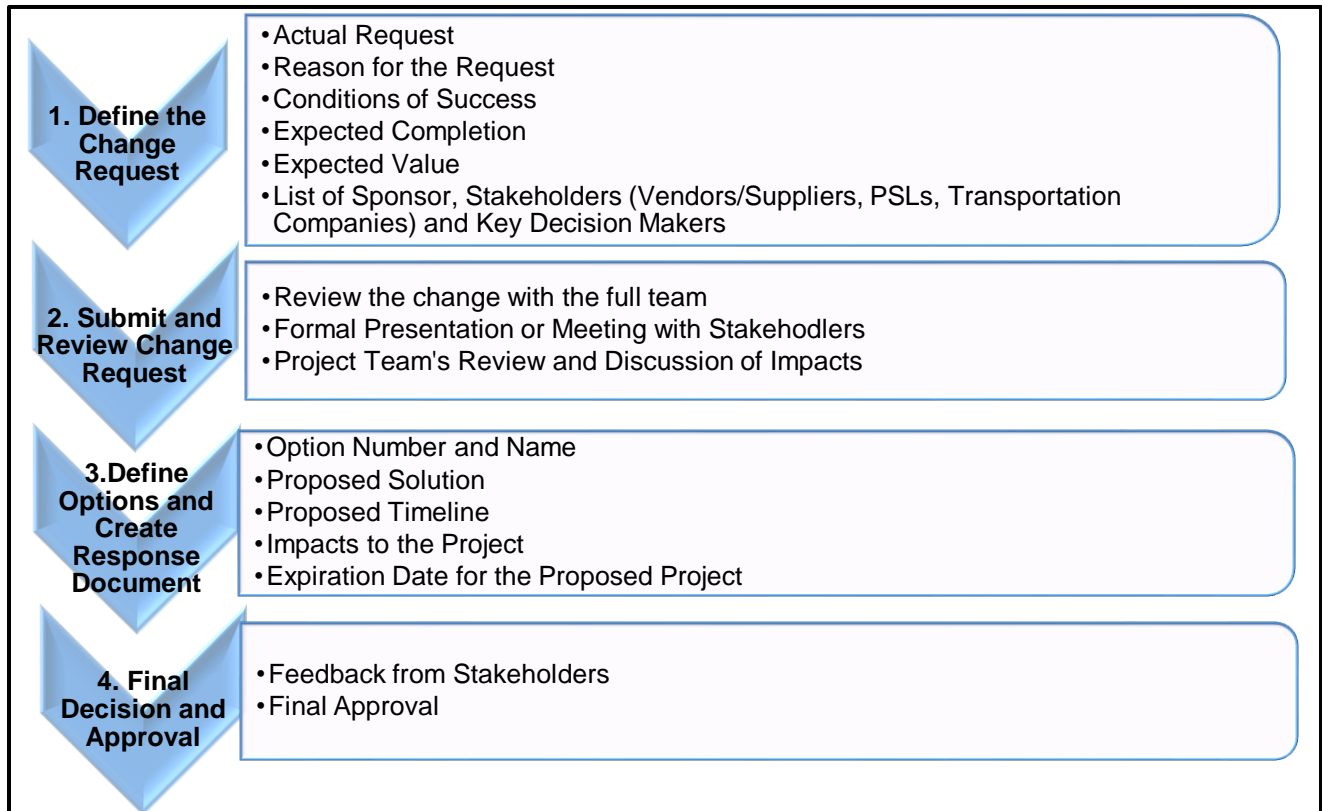 1. Define the
Change
Request
•Actual Request
•Reason for the Request
•Conditions of Success
•Expected Completion
•Expected Value
•List of Sponsor, Stakeholders (Vendors/Suppliers, PSLs, Transportation
Companies) and Key Decision Makers
2. Submit and
Review Change
Request
•Review the change with the full team
•Formal Presentation or Meeting with Stakehodlers
•Project Team's Review and Discussion of Impacts
3.Define
Options and
Create
Response
Document
•Option Number and Name
•Proposed Solution
•Proposed Timeline
•Impacts to the Project
•Expiration Date for the Proposed Project
4. Final
Decision and
Approval
•Feedback from Stakeholders
•Final Approval